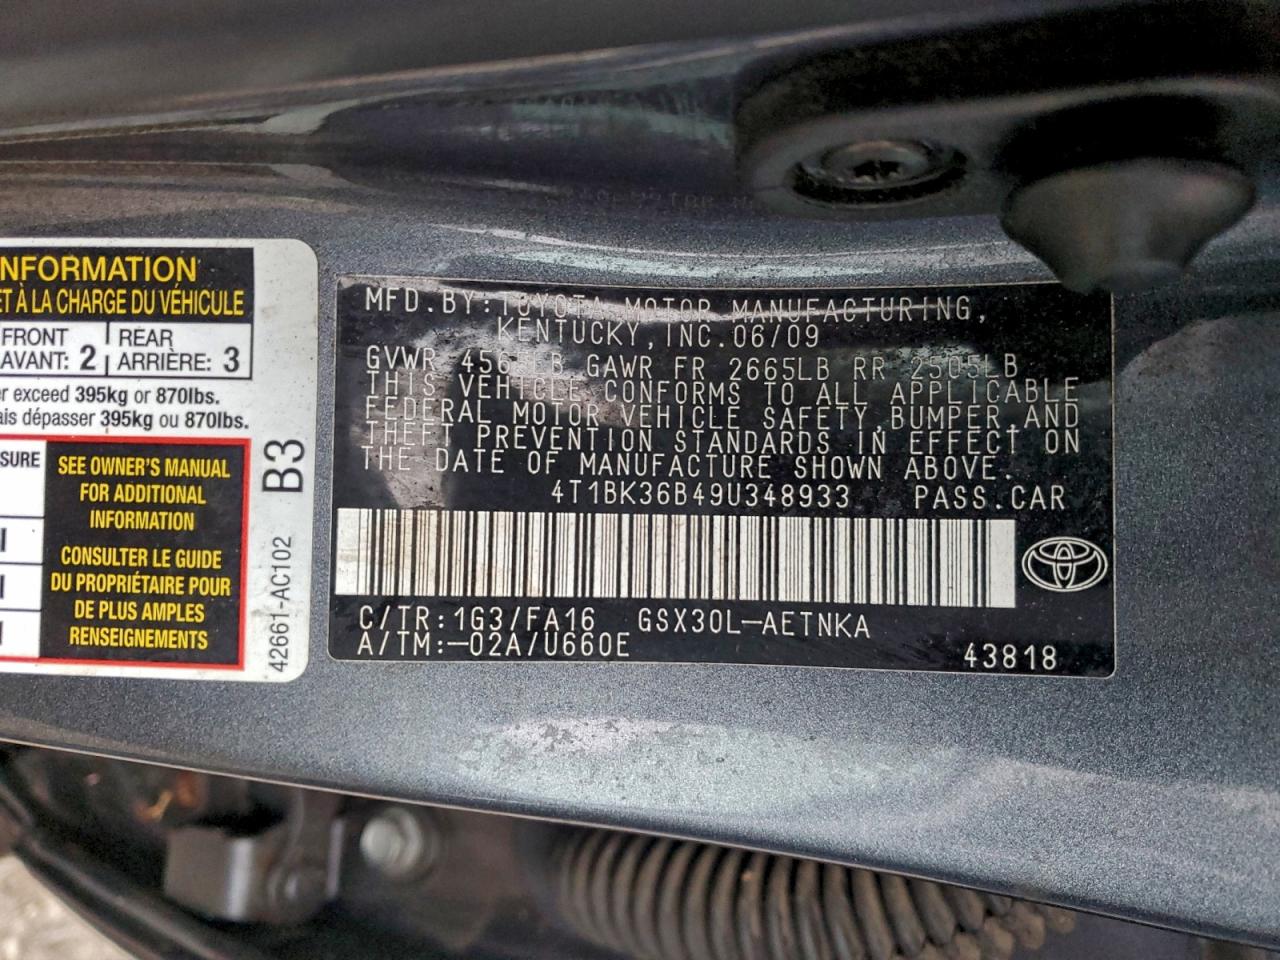 NFORMATION
ET À LA CHARGE DU VÉHICULE
FRONT
AVANT: 2
REAR
ARRIÈRE: 3
er exceed 395kg or 870lbs.
ais dépasser 395kg ou 870lbs.
SURE
SEE OWNER'S MANUAL
FOR ADDITIONAL
INFORMATION
CONSULTER LE GUIDE
DU PROPRIÉTAIRE POUR
DE PLUS AMPLES
RENSEIGNEMENTS
B3
42661-AC102
MFD.BY:TOYOTA MOTOR MANUFACTURING,
KENTUCKY,INC.06/09
GVWR 4565LB GAWR FR 2665LB RR 2505LB
THIS VEHICLE CONFORMS TO ALL APPLICABLE
FEDERAL MOTOR VEHICLE SAFETY,BUMPER,AND
THEFT PREVENTION STANDARDS IN EFFECT ON
THE DATE OF MANUFACTURE SHOWN ABOVE.
4T1BK36B49U348933 PASS.CAR
C/TR:1G3/FA16 GSX30L-AETNKA
A/TM:-02A/U660E
43818